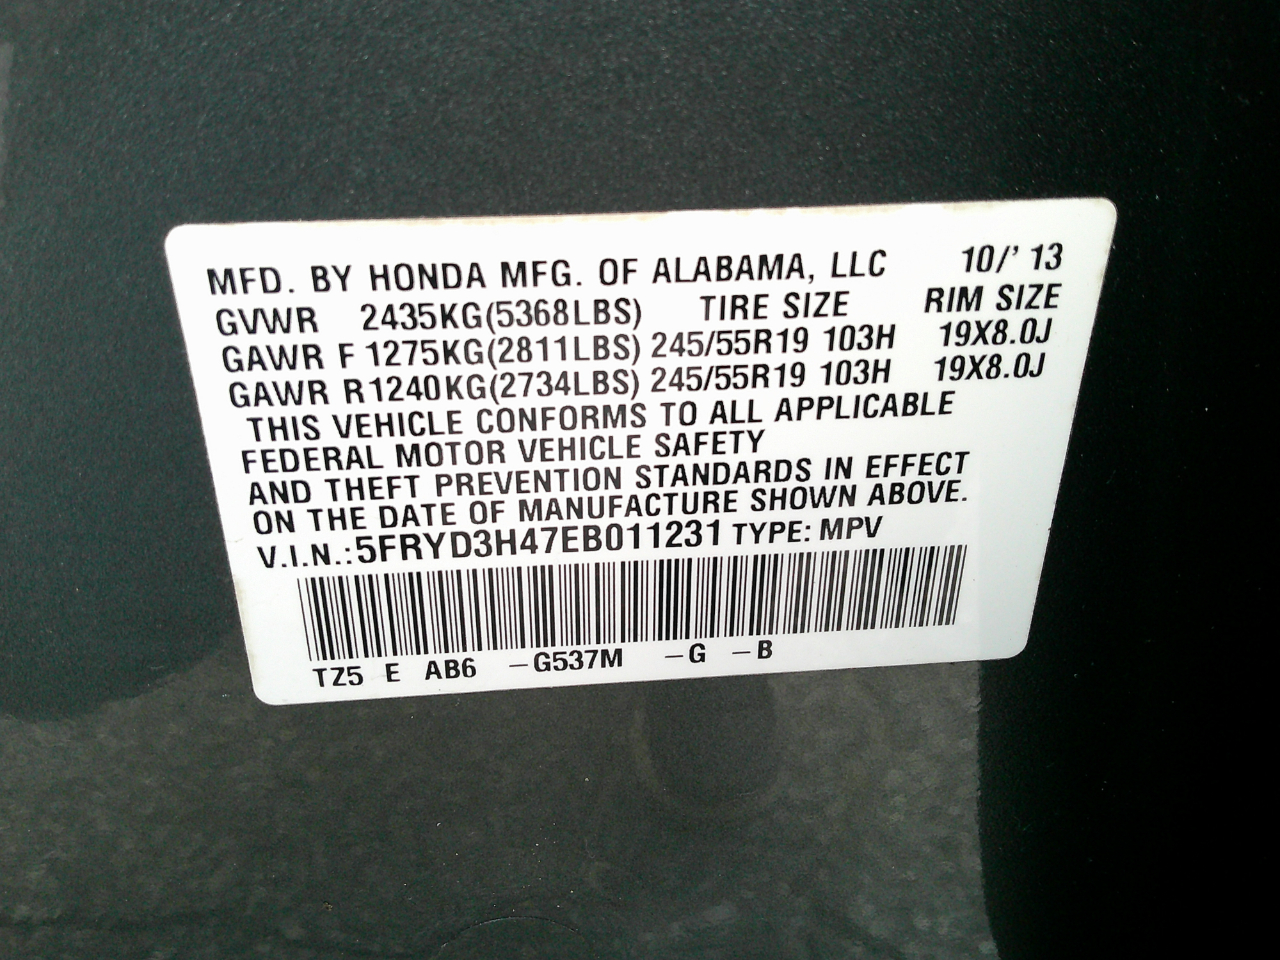 MFD. BY HONDA MFG. OF ALABAMA, LLC 10/' 13
GVWR 2435KG(5368LBS) TIRE SIZE RIM SIZE
GAWR F 1275KG(2811LBS) 245/55R19 103H 19X8.0J
GAWR R 1240KG(2734LBS) 245/55R19 103H 19X8.0J
THIS VEHICLE CONFORMS TO ALL APPLICABLE
FEDERAL MOTOR VEHICLE SAFETY
AND THEFT PREVENTION STANDARDS IN EFFECT
ON THE DATE OF MANUFACTURE SHOWN ABOVE.
V.I.N.: 5FRYD3H47EB011231 TYPE: MPV
TZ5 E AB6 –G537M –G –B